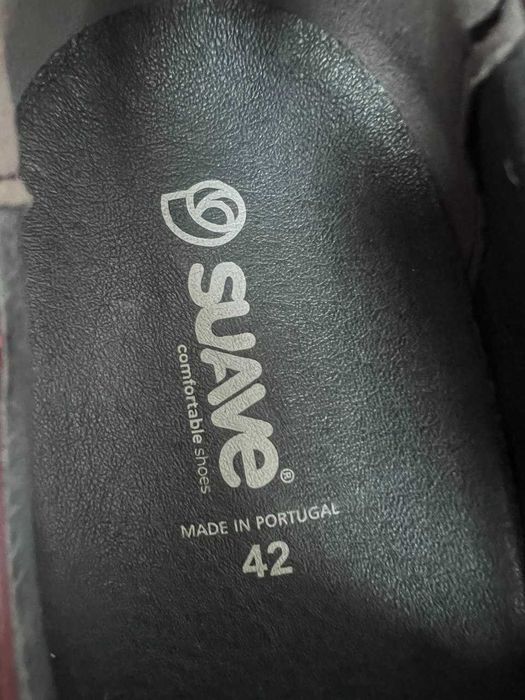 SUAVe®
comfortable shoes
MADE IN PORTUGAL
42